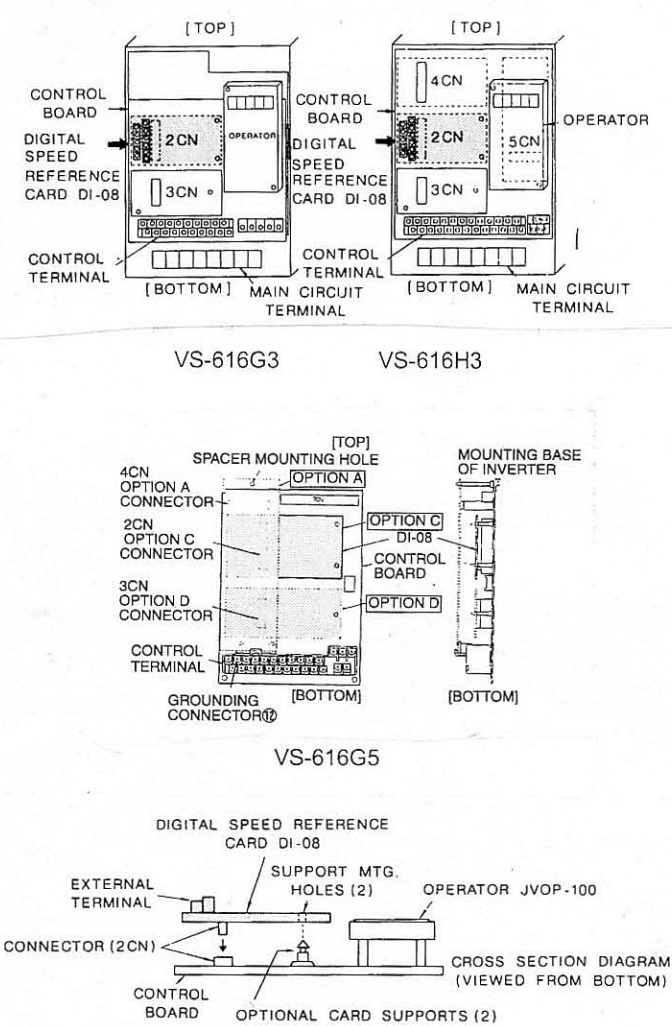 [TOP]
CONTROL
BOARD
DIGITAL
SPEED
REFERENCE
CARD DI-08
2CN
OPERATOR
3CN
CONTROL
TERMINAL
[BOTTOM]
MAIN CIRCUIT
TERMINAL
[TOP]
CONTROL
BOARD
DIGITAL
SPEED
REFERENCE
CARD DI-08
4CN
2CN
5CN
3CN
OPERATOR
CONTROL
TERMINAL
[BOTTOM]
MAIN CIRCUIT
TERMINAL
VS-616G3
VS-616H3
[TOP]
SPACER MOUNTING HOLE
4CN
OPTION A
CONNECTOR
OPTION A
2CN
OPTION C
CONNECTOR
OPTION C
DI-08
CONTROL
BOARD
3CN
OPTION D
CONNECTOR
OPTION D
CONTROL
TERMINAL
GROUNDING
CONNECTOR⑫
[BOTTOM]
MOUNTING BASE
OF INVERTER
[BOTTOM]
VS-616G5
DIGITAL SPEED REFERENCE
CARD DI-08
EXTERNAL
TERMINAL
SUPPORT MTG.
HOLES (2)
OPERATOR JVOP-100
CONNECTOR (2CN)
CROSS SECTION DIAGRAM
(VIEWED FROM BOTTOM)
CONTROL
BOARD
OPTIONAL CARD SUPPORTS (2)